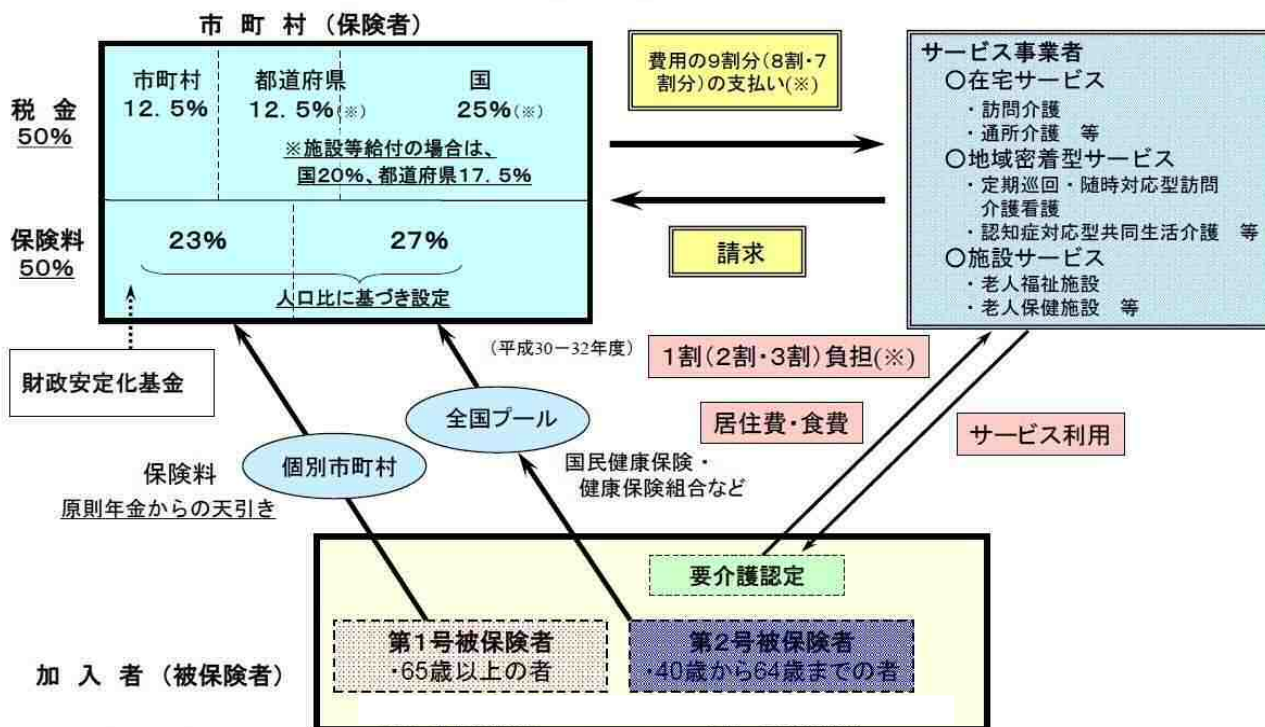 市 町 村 (保険者)
市町村
12. 5%
都道府県
12. 5%(※)
国
25%(※)
税 金
50%
※施設等給付の場合は、
国20%、都道府県17. 5%
保険料
50%
23%
27%
人口比に基づき設定
費用の9割分(8割・7
割分)の支払い(※)
請求
サービス事業者
〇在宅サービス
・訪問介護
・通所介護 等
〇地域密着型サービス
・定期巡回・随時対応型訪問
介護看護
・認知症対応型共同生活介護 等
〇施設サービス
・老人福祉施設
・老人保健施設 等
財政安定化基金
(平成30-32年度)
1割(2割・3割)負担(※)
全国プール
居住費・食費
サービス利用
個別市町村
国民健康保険・
健康保険組合など
保険料
原則年金からの天引き
要介護認定
第1号被保険者
・65歳以上の者
第2号被保険者
・40歳から64歳までの者
加 入 者 (被保険者)